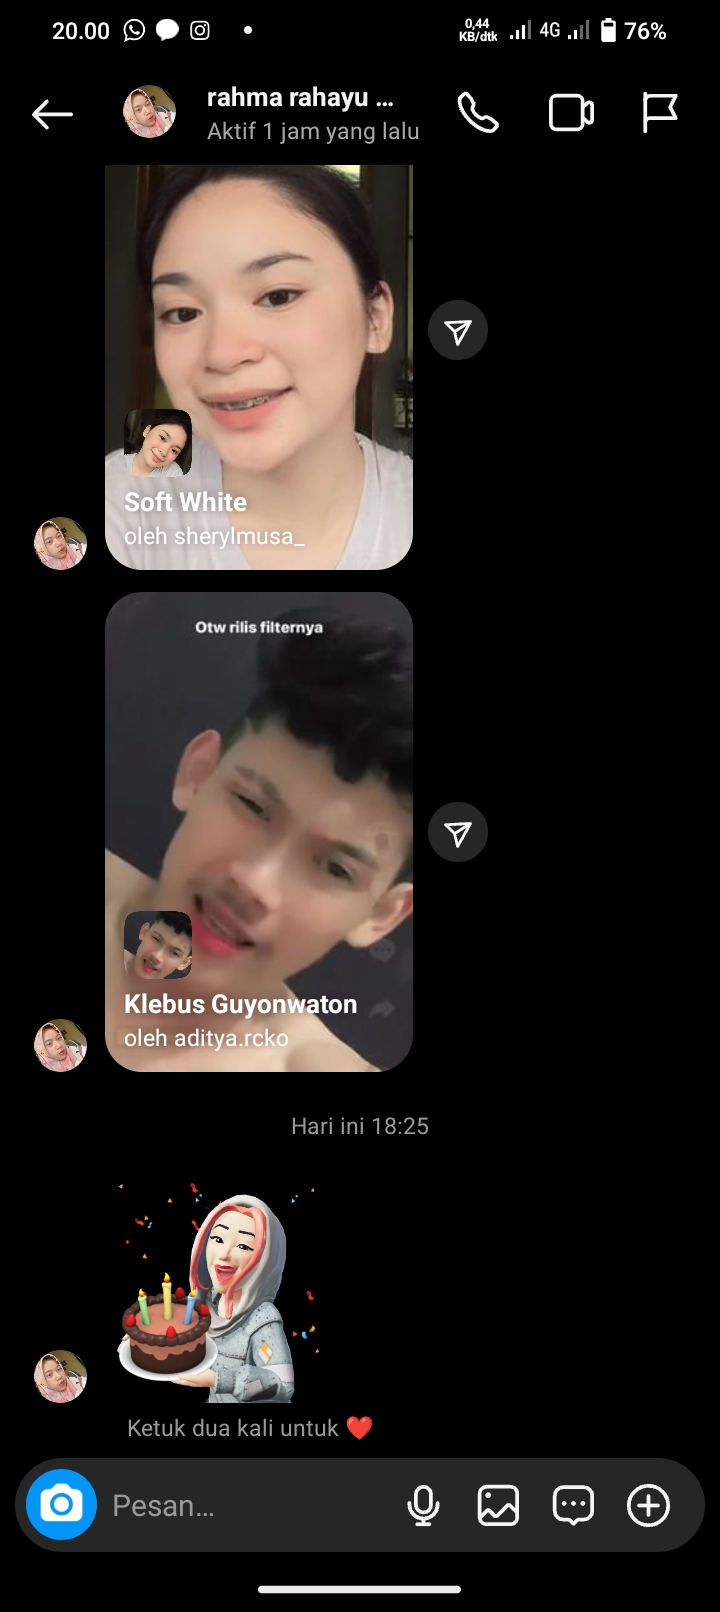 20.00
0,44
KB/dtk
4G
76%
rahma rahayu ...
Aktif 1 jam yang lalu
Soft White
oleh sherylmusa_
Otw rilis filternya
Klebus Guyonwaton
oleh aditya.rcko
Hari ini 18:25
Ketuk dua kali untuk ❤️
Pesan...